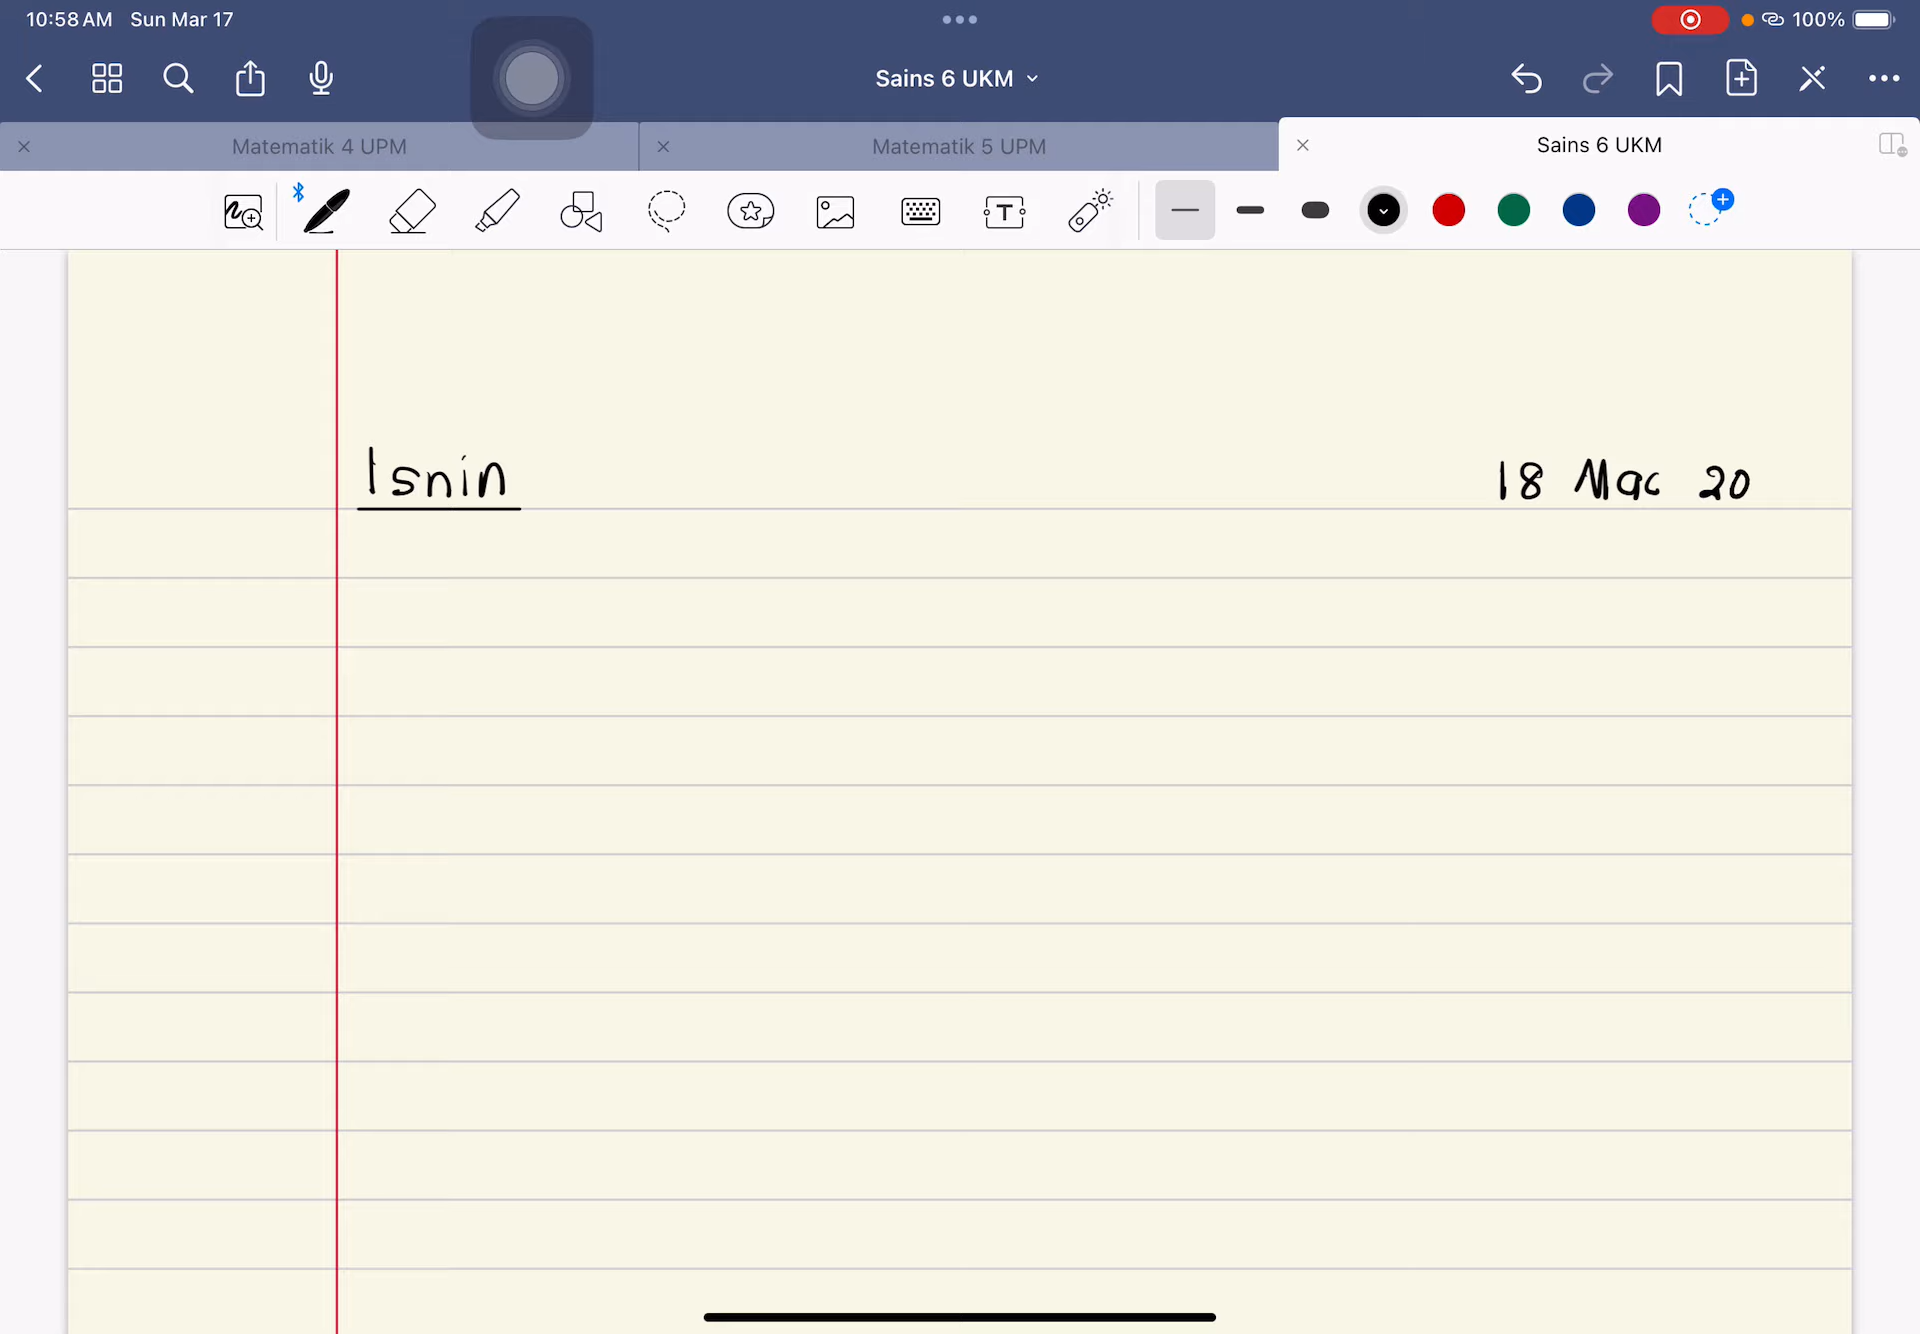 10:58 AM Sun Mar 17 100%
Sains 6 UKM
Matematik 4 UPM Matematik 5 UPM Sains 6 UKM
T
Isnin 18 Mac 20